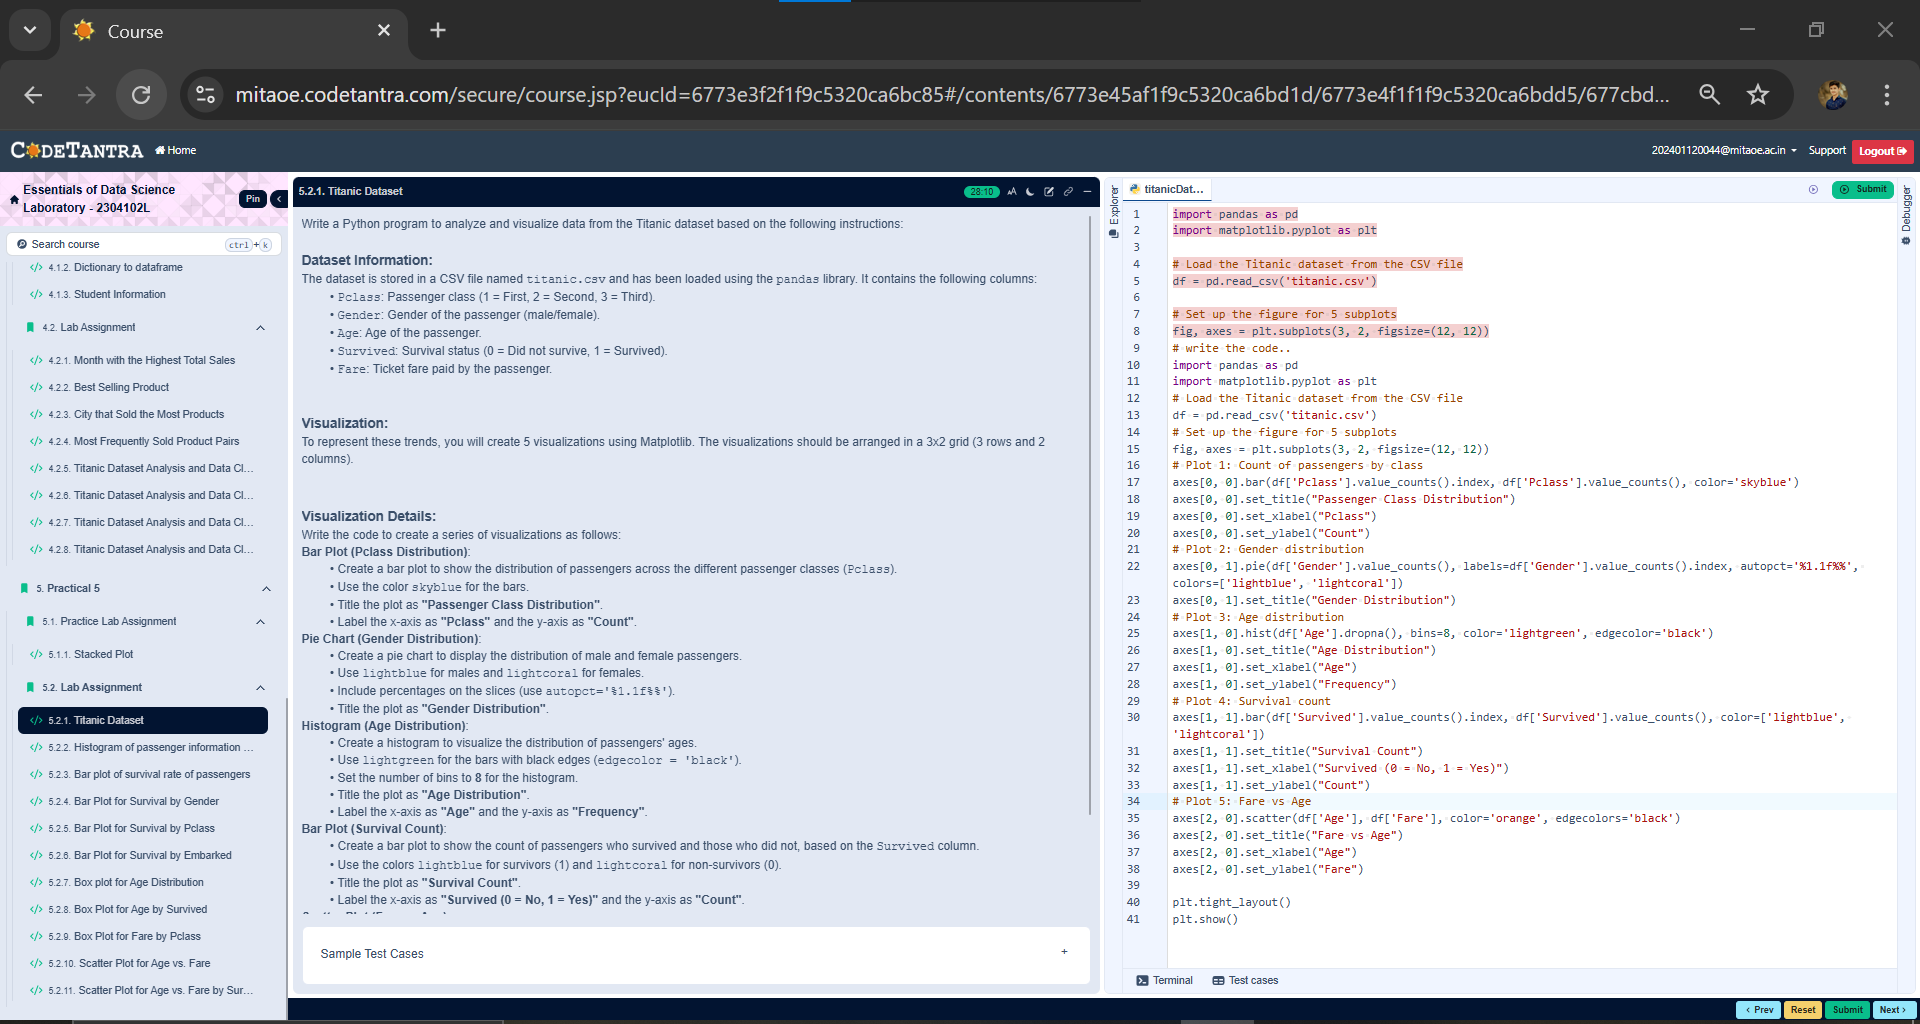 Course
mitaoe.codetantra.com/secure/course.jsp?eucId=6773e3f2f1f9c5320ca6bc85#/contents/6773e45af1f9c5320ca6bd1d/6773e4f1f1f9c5320ca6bdd5/677cbd...
CODETANTRA
Home
202401120044@mitaoe.ac.in
Support
Logout
Essentials of Data Science
Laboratory - 2304102L
Pin
Search course
ctrl + k
</> 4.1.2. Dictionary to dataframe
</> 4.1.3. Student Information
4.2. Lab Assignment
</> 4.2.1. Month with the Highest Total Sales
</> 4.2.2. Best Selling Product
</> 4.2.3. City that Sold the Most Products
</> 4.2.4. Most Frequently Sold Product Pairs
</> 4.2.5. Titanic Dataset Analysis and Data Cl...
</> 4.2.6. Titanic Dataset Analysis and Data Cl...
</> 4.2.7. Titanic Dataset Analysis and Data Cl...
</> 4.2.8. Titanic Dataset Analysis and Data Cl...
5. Practical 5
5.1. Practice Lab Assignment
</> 5.1.1. Stacked Plot
5.2. Lab Assignment
</> 5.2.1. Titanic Dataset
</> 5.2.2. Histogram of passenger information ...
</> 5.2.3. Bar plot of survival rate of passengers
</> 5.2.4. Bar Plot for Survival by Gender
</> 5.2.5. Bar Plot for Survival by Pclass
</> 5.2.6. Bar Plot for Survival by Embarked
</> 5.2.7. Box plot for Age Distribution
</> 5.2.8. Box Plot for Age by Survived
</> 5.2.9. Box Plot for Fare by Pclass
</> 5.2.10. Scatter Plot for Age vs. Fare
</> 5.2.11. Scatter Plot for Age vs. Fare by Sur...
5.2.1. Titanic Dataset
28:10
Write a Python program to analyze and visualize data from the Titanic dataset based on the following instructions:
Dataset Information:
The dataset is stored in a CSV file named titanic.csv and has been loaded using the pandas library. It contains the following columns:
• Pclass: Passenger class (1 = First, 2 = Second, 3 = Third).
• Gender: Gender of the passenger (male/female).
• Age: Age of the passenger.
• Survived: Survival status (0 = Did not survive, 1 = Survived).
• Fare: Ticket fare paid by the passenger.
Visualization:
To represent these trends, you will create 5 visualizations using Matplotlib. The visualizations should be arranged in a 3x2 grid (3 rows and 2
columns).
Visualization Details:
Write the code to create a series of visualizations as follows:
Bar Plot (Pclass Distribution):
• Create a bar plot to show the distribution of passengers across the different passenger classes (Pclass).
• Use the color skyblue for the bars.
• Title the plot as "Passenger Class Distribution".
• Label the x-axis as "Pclass" and the y-axis as "Count".
Pie Chart (Gender Distribution):
• Create a pie chart to display the distribution of male and female passengers.
• Use lightblue for males and lightcoral for females.
• Include percentages on the slices (use autopct='%1.1f%%').
• Title the plot as "Gender Distribution".
Histogram (Age Distribution):
• Create a histogram to visualize the distribution of passengers' ages.
• Use lightgreen for the bars with black edges (edgecolor = 'black').
• Set the number of bins to 8 for the histogram.
• Title the plot as "Age Distribution".
• Label the x-axis as "Age" and the y-axis as "Frequency".
Bar Plot (Survival Count):
• Create a bar plot to show the count of passengers who survived and those who did not, based on the Survived column.
• Use the colors lightblue for survivors (1) and lightcoral for non-survivors (0).
• Title the plot as "Survival Count".
• Label the x-axis as "Survived (0 = No, 1 = Yes)" and the y-axis as "Count".
Sample Test Cases
+
Explorer
titanicDat...
Submit
Debugger
1 import pandas as pd
2 import matplotlib.pyplot as plt
3
4 # Load the Titanic dataset from the CSV file
5 df = pd.read_csv('titanic.csv')
6
7 # Set up the figure for 5 subplots
8 fig, axes = plt.subplots(3, 2, figsize=(12, 12))
9 # write the code..
10 import pandas as pd
11 import matplotlib.pyplot as plt
12 # Load the Titanic dataset from the CSV file
13 df = pd.read_csv('titanic.csv')
14 # Set up the figure for 5 subplots
15 fig, axes = plt.subplots(3, 2, figsize=(12, 12))
16 # Plot 1: Count of passengers by class
17 axes[0, 0].bar(df['Pclass'].value_counts().index, df['Pclass'].value_counts(), color='skyblue')
18 axes[0, 0].set_title("Passenger Class Distribution")
19 axes[0, 0].set_xlabel("Pclass")
20 axes[0, 0].set_ylabel("Count")
21 # Plot 2: Gender distribution
22 axes[0, 1].pie(df['Gender'].value_counts(), labels=df['Gender'].value_counts().index, autopct='%1.1f%%',
colors=['lightblue', 'lightcoral'])
23 axes[0, 1].set_title("Gender Distribution")
24 # Plot 3: Age distribution
25 axes[1, 0].hist(df['Age'].dropna(), bins=8, color='lightgreen', edgecolor='black')
26 axes[1, 0].set_title("Age Distribution")
27 axes[1, 0].set_xlabel("Age")
28 axes[1, 0].set_ylabel("Frequency")
29 # Plot 4: Survival count
30 axes[1, 1].bar(df['Survived'].value_counts().index, df['Survived'].value_counts(), color=['lightblue',
'lightcoral'])
31 axes[1, 1].set_title("Survival Count")
32 axes[1, 1].set_xlabel("Survived (0 = No, 1 = Yes)")
33 axes[1, 1].set_ylabel("Count")
34 # Plot 5: Fare vs Age
35 axes[2, 0].scatter(df['Age'], df['Fare'], color='orange', edgecolors='black')
36 axes[2, 0].set_title("Fare vs Age")
37 axes[2, 0].set_xlabel("Age")
38 axes[2, 0].set_ylabel("Fare")
39
40 plt.tight_layout()
41 plt.show()
Terminal
Test cases
< Prev
Reset
Submit
Next >